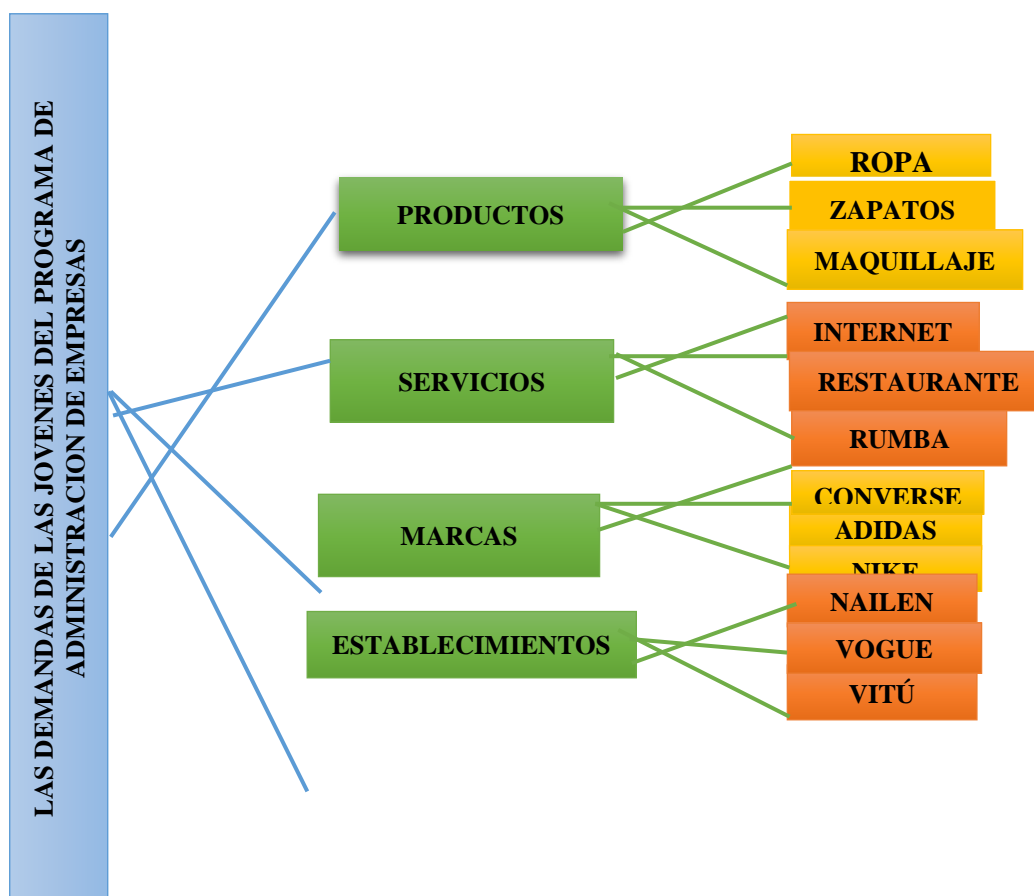 LAS DEMANDAS DE LAS JOVENES DEL PROGRAMA DE
ADMINISTRACION DE EMPRESAS
PRODUCTOS
ROPA
ZAPATOS
MAQUILLAJE
SERVICIOS
INTERNET
RESTAURANTE
RUMBA
MARCAS
CONVERSE
ADIDAS
NIKE
ESTABLECIMIENTOS
NAILEN
VOGUE
VITÚ